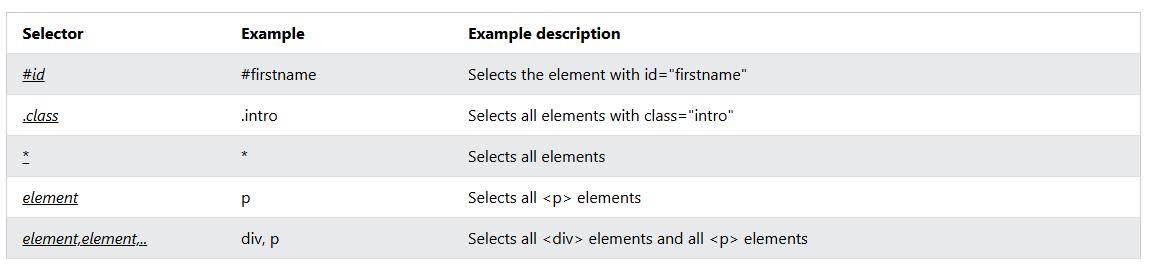 Selector Example Example description
#id #firstname Selects the element with id="firstname"
.class .intro Selects all elements with class="intro"
* * Selects all elements
element p Selects all <p> elements
element,element,.. div, p Selects all <div> elements and all <p> elements